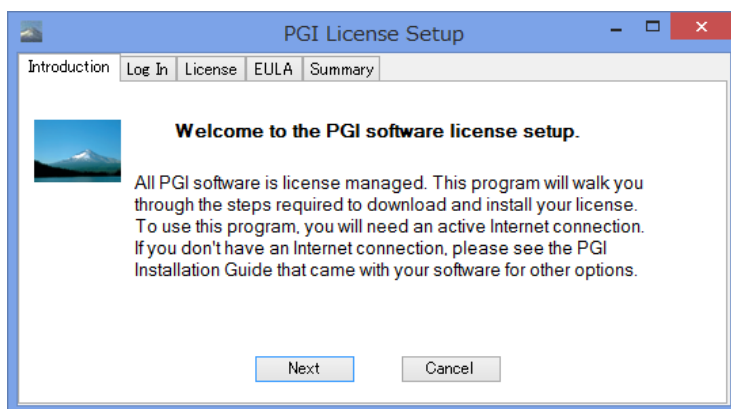 PGI License Setup
Introduction Log In License EULA Summary
Welcome to the PGI software license setup.
All PGI software is license managed. This program will walk you
through the steps required to download and install your license.
To use this program, you will need an active Internet connection.
If you don't have an Internet connection, please see the PGI
Installation Guide that came with your software for other options.
Next Cancel